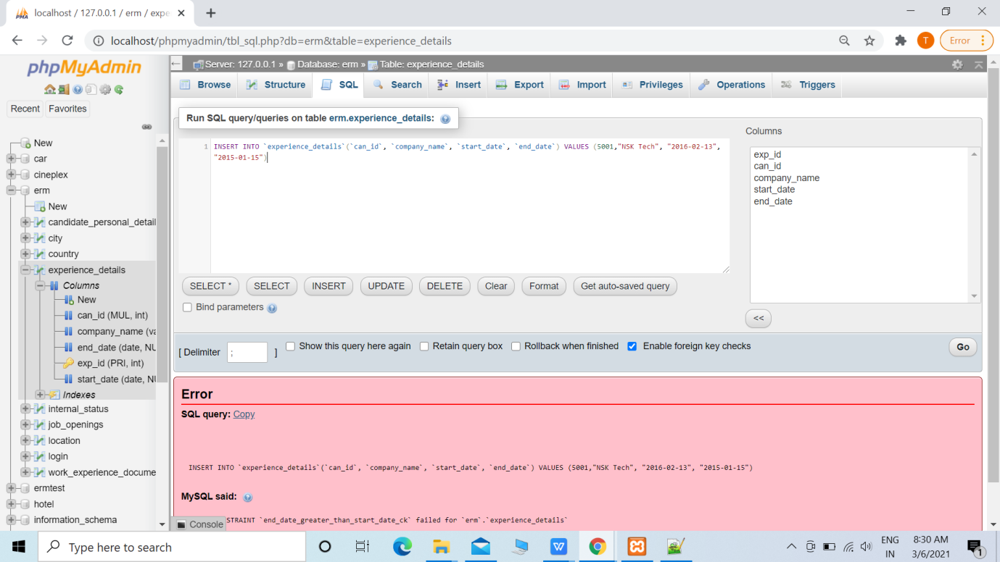 localhost / 127.0.0.1 / erm / expe
localhost/phpmyadmin/tbl_sql.php?db=erm&table=experience_details
T
Error
phpMyAdmin
Recent
Favorites
New
car
cineplex
erm
New
candidate_personal_detail
city
country
experience_details
Columns
New
can_id (MUL, int)
company_name (va
end_date (date, NU
exp_id (PRI, int)
start_date (date, NU
Indexes
internal_status
job_openings
location
login
work_experience_docume
ermtest
hotel
information_schema
Server: 127.0.0.1 » Database: erm » Table: experience_details
Browse
Structure
SQL
Search
Insert
Export
Import
Privileges
Operations
Triggers
Run SQL query/queries on table erm.experience_details:
1 INSERT INTO `experience_details`(`can_id`, `company_name`, `start_date`, `end_date`) VALUES (5001,"NSK Tech", "2016-02-13",
"2015-01-15")
Columns
exp_id
can_id
company_name
start_date
end_date
<<
SELECT *
SELECT
INSERT
UPDATE
DELETE
Clear
Format
Get auto-saved query
Bind parameters
[ Delimiter ; ]
Show this query here again
Retain query box
Rollback when finished
Enable foreign key checks
Go
Error
SQL query: Copy
INSERT INTO `experience_details`(`can_id`, `company_name`, `start_date`, `end_date`) VALUES (5001,"NSK Tech", "2016-02-13", "2015-01-15")
MySQL said:
STRAINT `end_date_greater_than_start_date_ck` failed for `erm`.`experience_details`
Console
Type here to search
ENG
IN
8:30 AM
3/6/2021
1